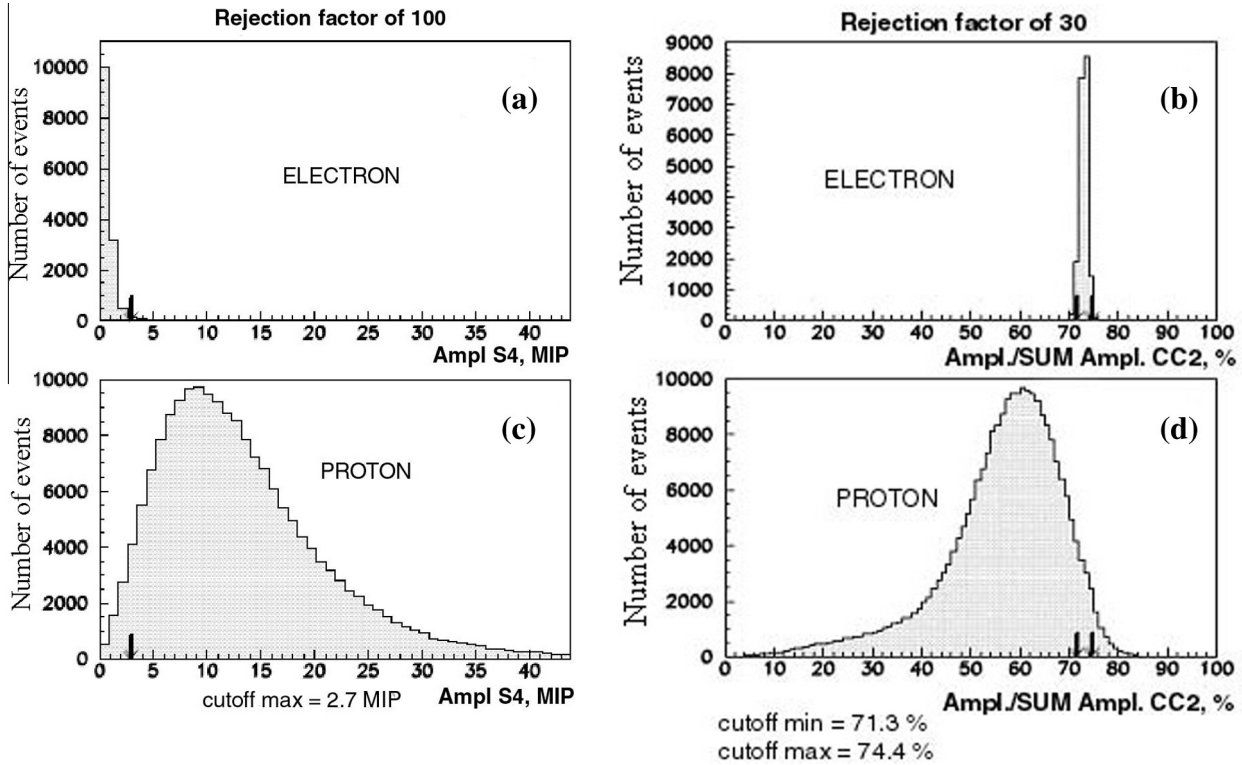 Rejection factor of 100
Number of events
10000
8000
6000
4000
2000
0
(a)
ELECTRON
0 5 10 15 20 25 30 35 40
Ampl S4, MIP
Rejection factor of 30
Number of events
9000
8000
7000
6000
5000
4000
3000
2000
1000
0
(b)
ELECTRON
0 10 20 30 40 50 60 70 80 90 100
Ampl./SUM Ampl. CC2, %
Number of events
10000
8000
6000
4000
2000
0
(c)
PROTON
0 5 10 15 20 25 30 35 40
cutoff max = 2.7 MIP Ampl S4, MIP
Number of events
10000
8000
6000
4000
2000
0
(d)
PROTON
0 10 20 30 40 50 60 70 80 90 100
Ampl./SUM Ampl. CC2, %
cutoff min = 71.3 %
cutoff max = 74.4 %